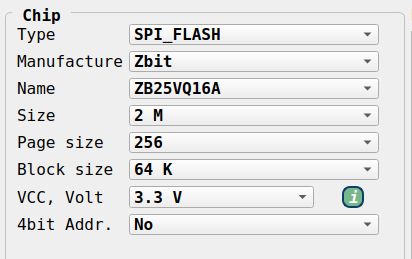 Chip
Type SPI_FLASH
Manufacture Zbit
Name ZB25VQ16A
Size 2 M
Page size 256
Block size 64 K
VCC, Volt 3.3 V i
4bit Addr. No